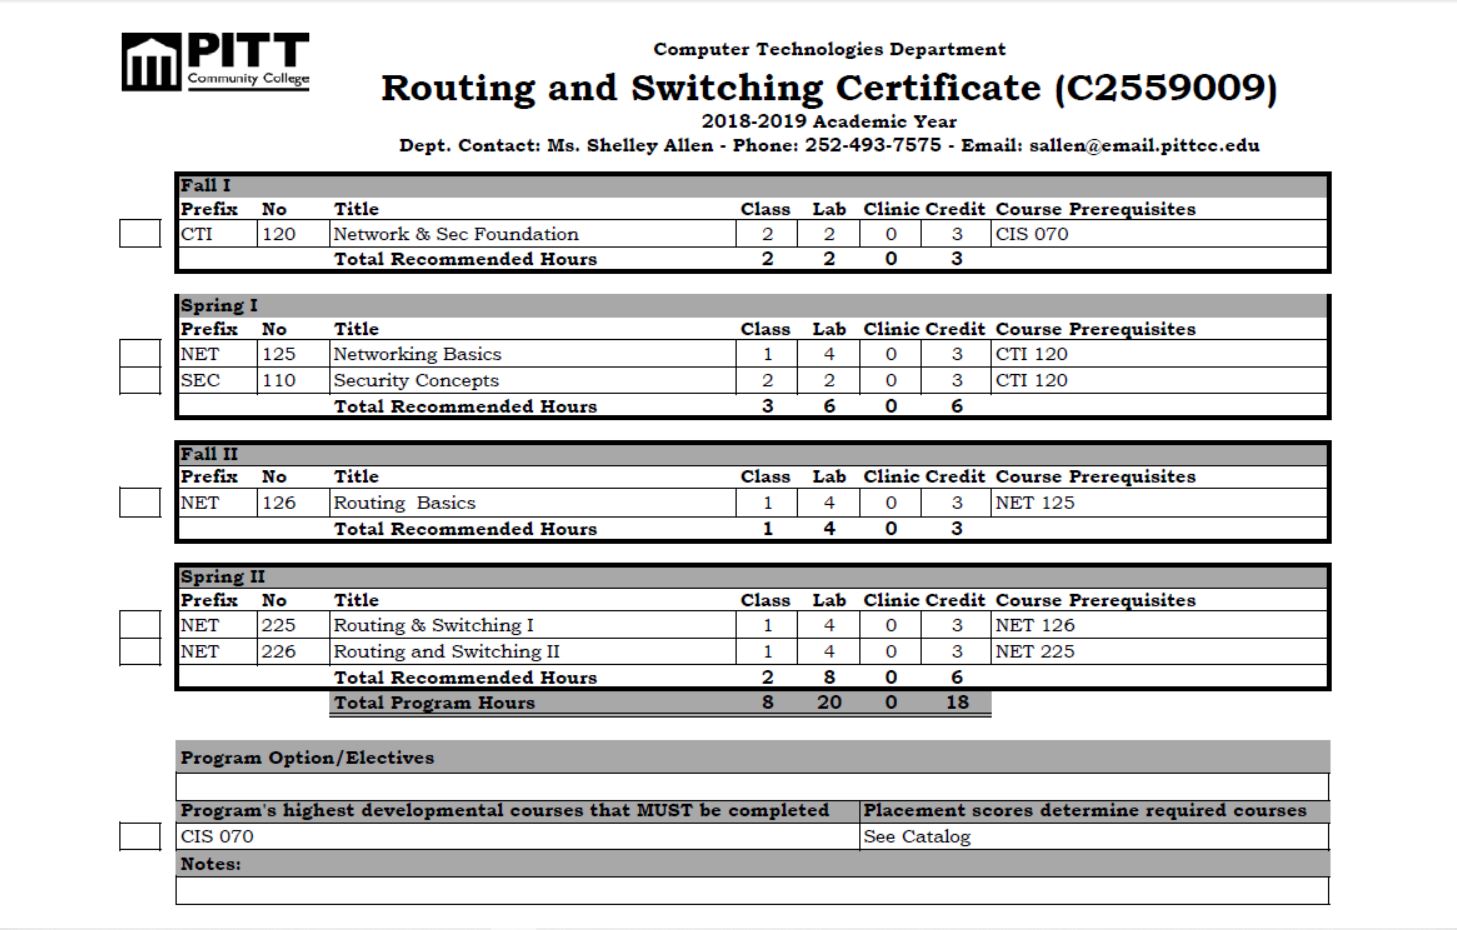 PITT
Community College
Computer Technologies Department
Routing and Switching Certificate (C2559009)
2018-2019 Academic Year
Dept. Contact: Ms. Shelley Allen - Phone: 252-493-7575 - Email: sallen@email.pittcc.edu
Fall I
Prefix No Title Class Lab Clinic Credit Course Prerequisites
CTI 120 Network & Sec Foundation 2 2 0 3 CIS 070
Total Recommended Hours 2 2 0 3
Spring I
Prefix No Title Class Lab Clinic Credit Course Prerequisites
NET 125 Networking Basics 1 4 0 3 CTI 120
SEC 110 Security Concepts 2 2 0 3 CTI 120
Total Recommended Hours 3 6 0 6
Fall II
Prefix No Title Class Lab Clinic Credit Course Prerequisites
NET 126 Routing Basics 1 4 0 3 NET 125
Total Recommended Hours 1 4 0 3
Spring II
Prefix No Title Class Lab Clinic Credit Course Prerequisites
NET 225 Routing & Switching I 1 4 0 3 NET 126
NET 226 Routing and Switching II 1 4 0 3 NET 225
Total Recommended Hours 2 8 0 6
Total Program Hours 8 20 0 18
Program Option/Electives
Program's highest developmental courses that MUST be completed Placement scores determine required courses
CIS 070 See Catalog
Notes: